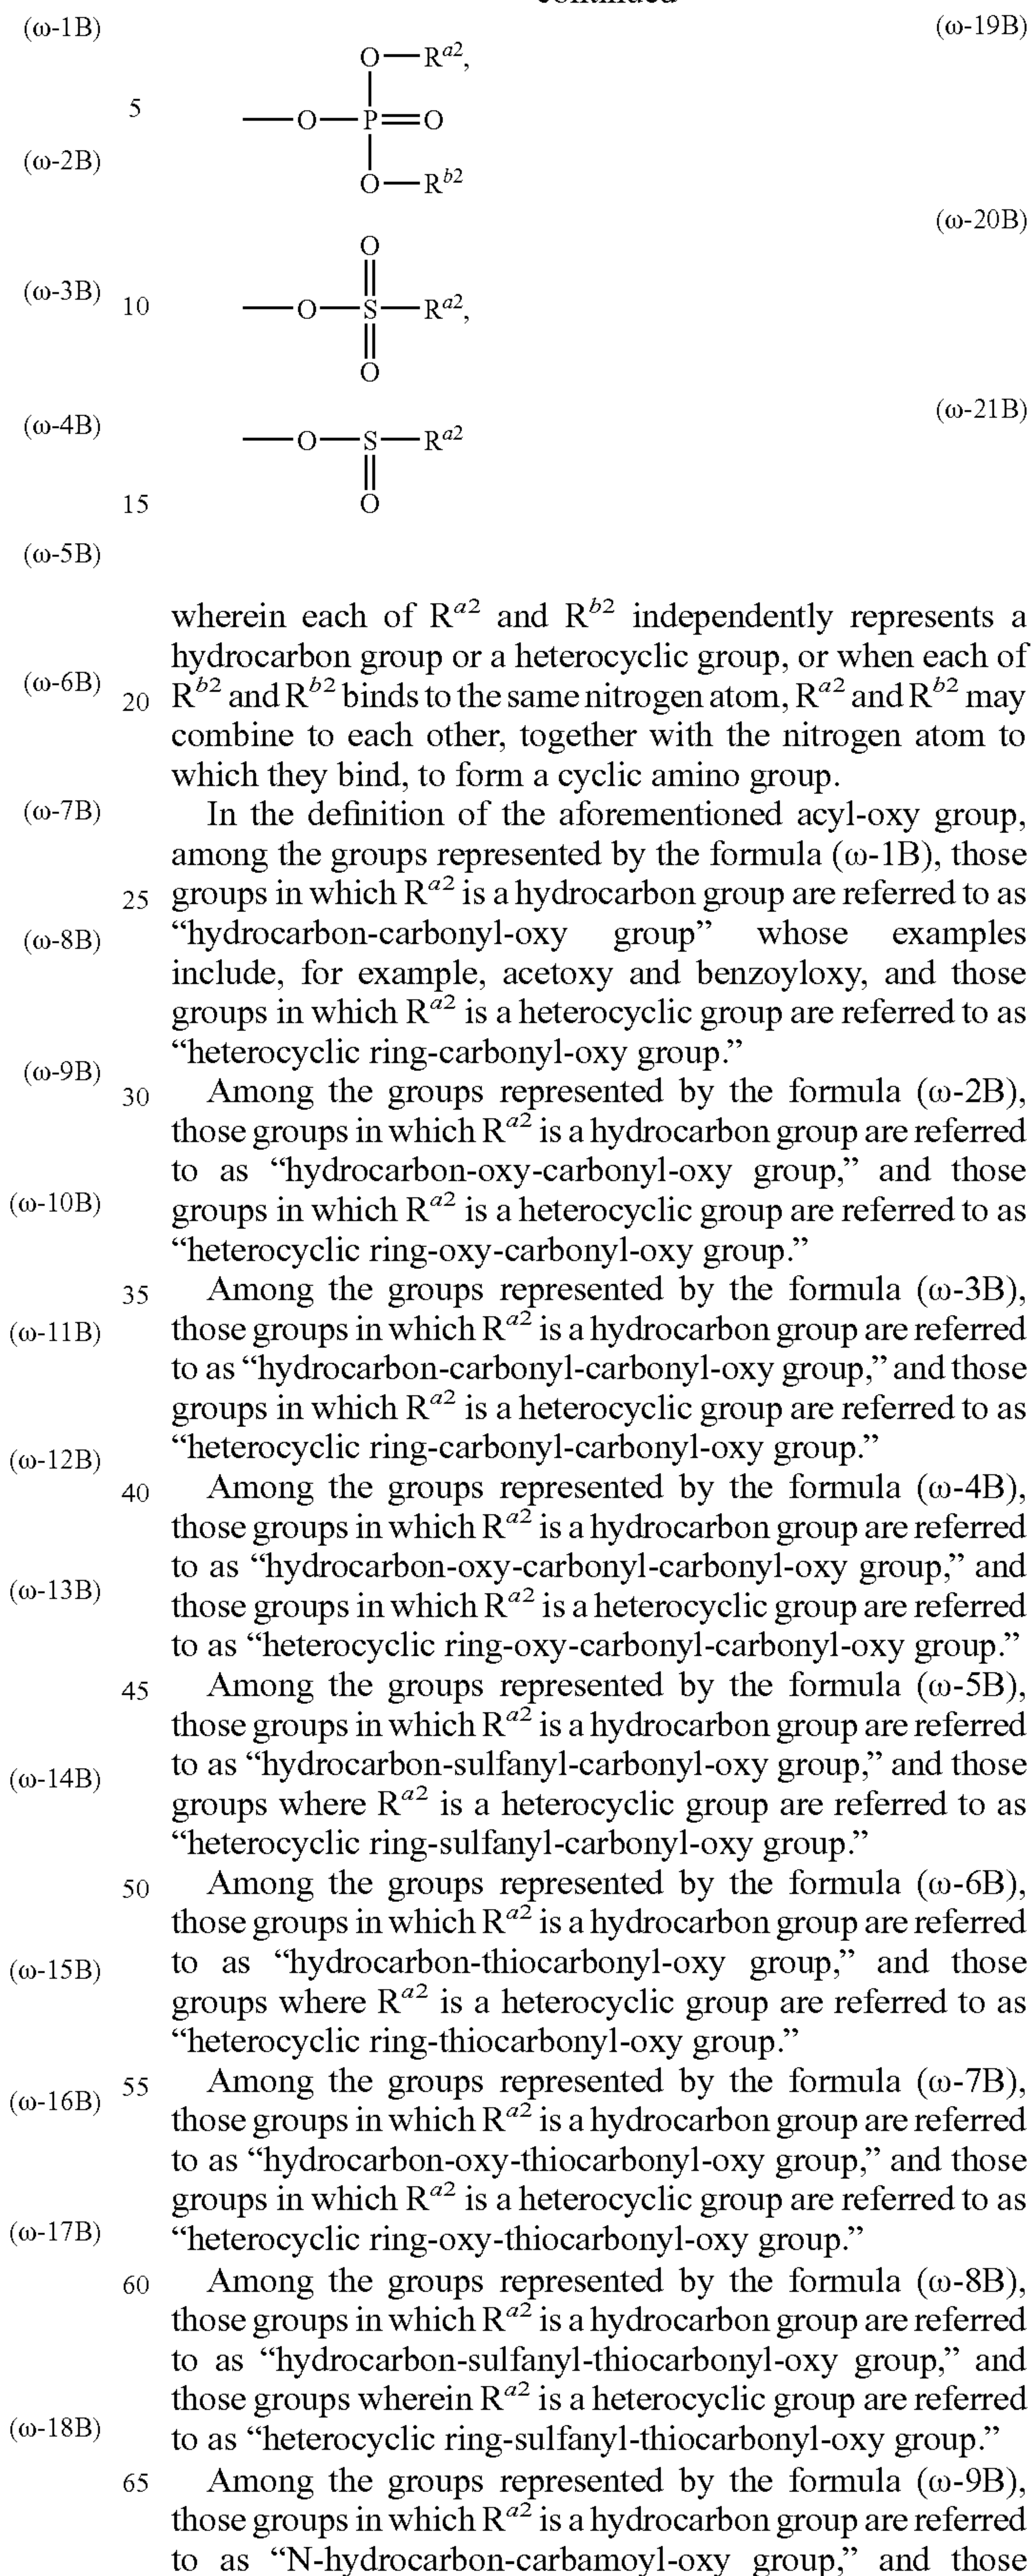 (ω-1B)
(ω-19B)
O—R^a2,
5
—O—P=O
(ω-2B)
O—R^b2
(ω-20B)
O
(ω-3B)
10
—O—S—R^a2,
O
(ω-21B)
(ω-4B)
—O—S—R^a2
15
O
(ω-5B)
wherein each of R^a2 and R^b2 independently represents a
hydrocarbon group or a heterocyclic group, or when each of
(ω-6B)
20
R^b2 and R^b2 binds to the same nitrogen atom, R^a2 and R^b2 may
combine to each other, together with the nitrogen atom to
which they bind, to form a cyclic amino group.
(ω-7B)
In the definition of the aforementioned acyl-oxy group,
among the groups represented by the formula (ω-1B), those
25
groups in which R^a2 is a hydrocarbon group are referred to as
(ω-8B)
“hydrocarbon-carbonyl-oxy group” whose examples
include, for example, acetoxy and benzoyloxy, and those
groups in which R^a2 is a heterocyclic group are referred to as
“heterocyclic ring-carbonyl-oxy group.”
(ω-9B)
30
Among the groups represented by the formula (ω-2B),
those groups in which R^a2 is a hydrocarbon group are referred
to as “hydrocarbon-oxy-carbonyl-oxy group,” and those
(ω-10B)
groups in which R^a2 is a heterocyclic group are referred to as
“heterocyclic ring-oxy-carbonyl-oxy group.”
35
Among the groups represented by the formula (ω-3B),
(ω-11B)
those groups in which R^a2 is a hydrocarbon group are referred
to as “hydrocarbon-carbonyl-carbonyl-oxy group,” and those
groups in which R^a2 is a heterocyclic group are referred to as
“heterocyclic ring-carbonyl-carbonyl-oxy group.”
(ω-12B)
40
Among the groups represented by the formula (ω-4B),
those groups in which R^a2 is a hydrocarbon group are referred
to as “hydrocarbon-oxy-carbonyl-carbonyl-oxy group,” and
(ω-13B)
those groups in which R^a2 is a heterocyclic group are referred
to as “heterocyclic ring-oxy-carbonyl-carbonyl-oxy group.”
45
Among the groups represented by the formula (ω-5B),
those groups in which R^a2 is a hydrocarbon group are referred
to as “hydrocarbon-sulfanyl-carbonyl-oxy group,” and those
(ω-14B)
groups where R^a2 is a heterocyclic group are referred to as
“heterocyclic ring-sulfanyl-carbonyl-oxy group.”
50
Among the groups represented by the formula (ω-6B),
those groups in which R^a2 is a hydrocarbon group are referred
to as “hydrocarbon-thiocarbonyl-oxy group,” and those
(ω-15B)
groups where R^a2 is a heterocyclic group are referred to as
“heterocyclic ring-thiocarbonyl-oxy group.”
55
Among the groups represented by the formula (ω-7B),
(ω-16B)
those groups in which R^a2 is a hydrocarbon group are referred
to as “hydrocarbon-oxy-thiocarbonyl-oxy group,” and those
groups in which R^a2 is a heterocyclic group are referred to as
(ω-17B)
“heterocyclic ring-oxy-thiocarbonyl-oxy group.”
60
Among the groups represented by the formula (ω-8B),
those groups in which R^a2 is a hydrocarbon group are referred
to as “hydrocarbon-sulfanyl-thiocarbonyl-oxy group,” and
those groups wherein R^a2 is a heterocyclic group are referred
(ω-18B)
to as “heterocyclic ring-sulfanyl-thiocarbonyl-oxy group.”
65
Among the groups represented by the formula (ω-9B),
those groups in which R^a2 is a hydrocarbon group are referred
to as “N-hydrocarbon-carbamoyl-oxy group,” and those